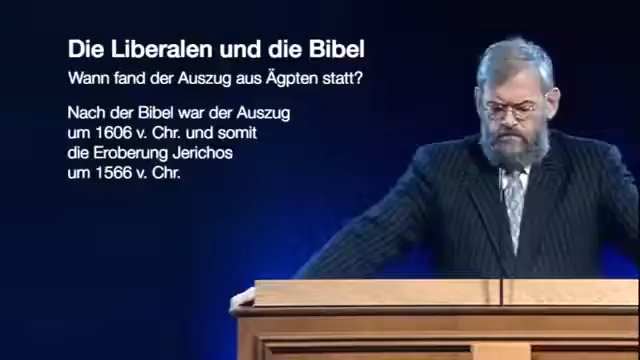 Die Liberalen und die Bibel
Wann fand der Auszug aus Ägpten statt?
Nach der Bibel war der Auszug
um 1606 v. Chr. und somit
die Eroberung Jerichos
um 1566 v. Chr.